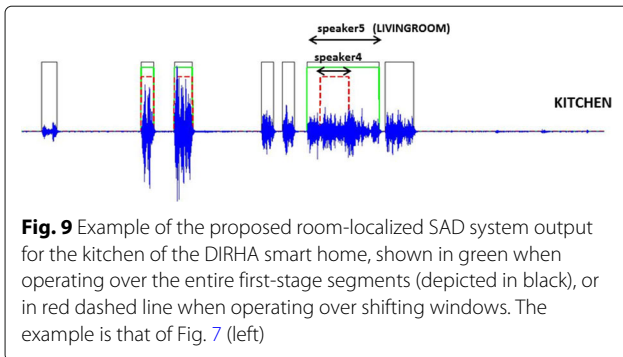 speaker5 (LIVINGROOM)
speaker4
KITCHEN
Fig. 9 Example of the proposed room-localized SAD system output
for the kitchen of the DIRHA smart home, shown in green when
operating over the entire first-stage segments (depicted in black), or
in red dashed line when operating over shifting windows. The
example is that of Fig. 7 (left)